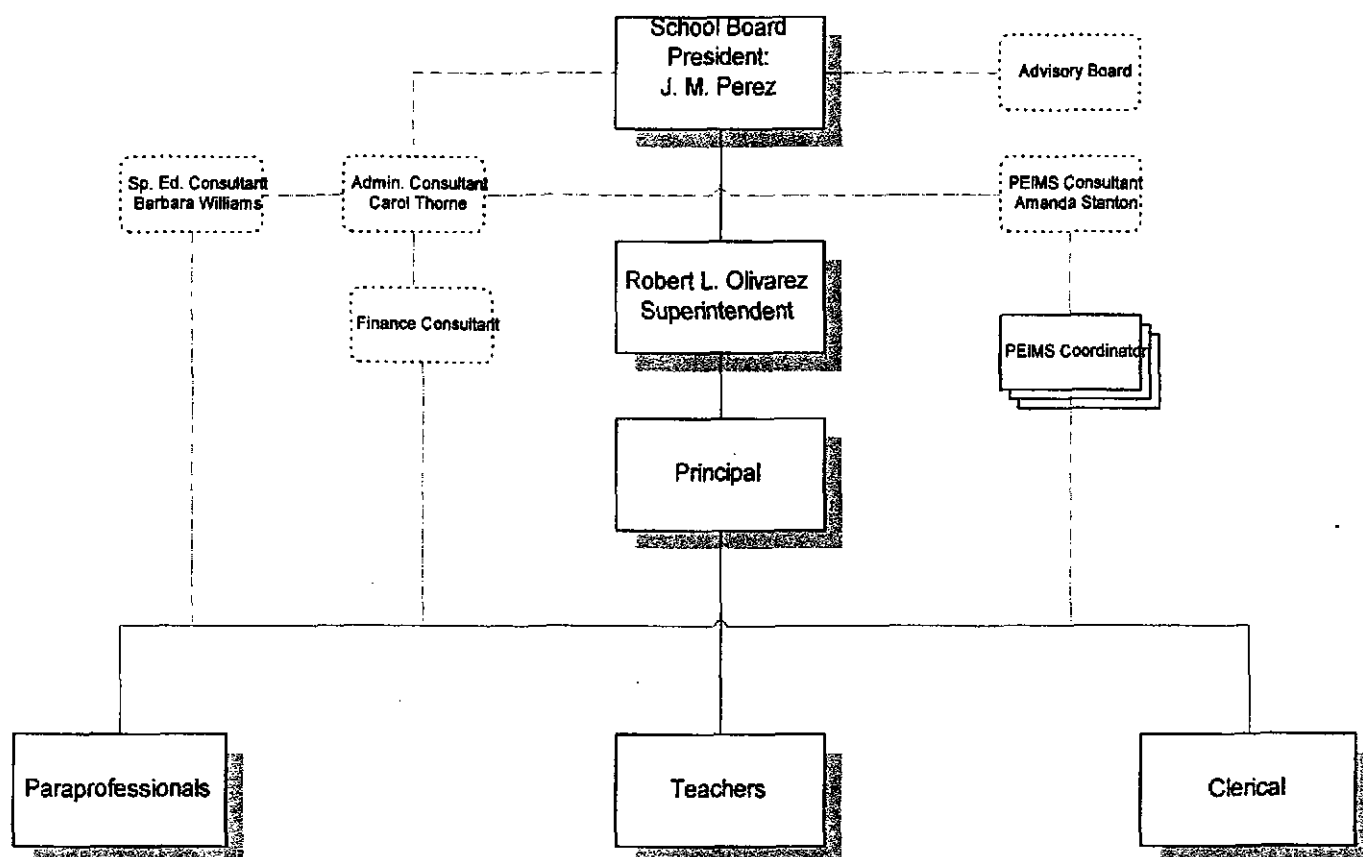 School Board
President:
J. M. Perez
Advisory Board
Sp. Ed. Consultant
Barbara Williams
Admin. Consultant
Carol Thorne
PEIMS Consultant
Amanda Stanton
Robert L. Olivarez
Superintendent
Finance Consultant
PEIMS Coordinator
Principal
Paraprofessionals
Teachers
Clerical